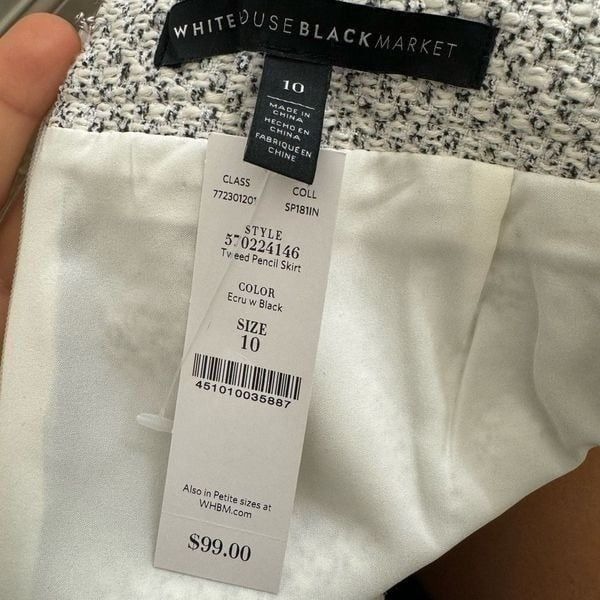 WHITE HOUSE BLACK MARKET
10
MADE IN
CHINA
HECHO EN
CHINA
FABRIQUÉ EN
CHINE
CLASS
COLL
772301201
SP181IN
STYLE
570224146
Tweed Pencil Skirt
COLOR
Ecru w Black
SIZE
10
451010035887
Also in Petite sizes at
WHBM.com
$99.00